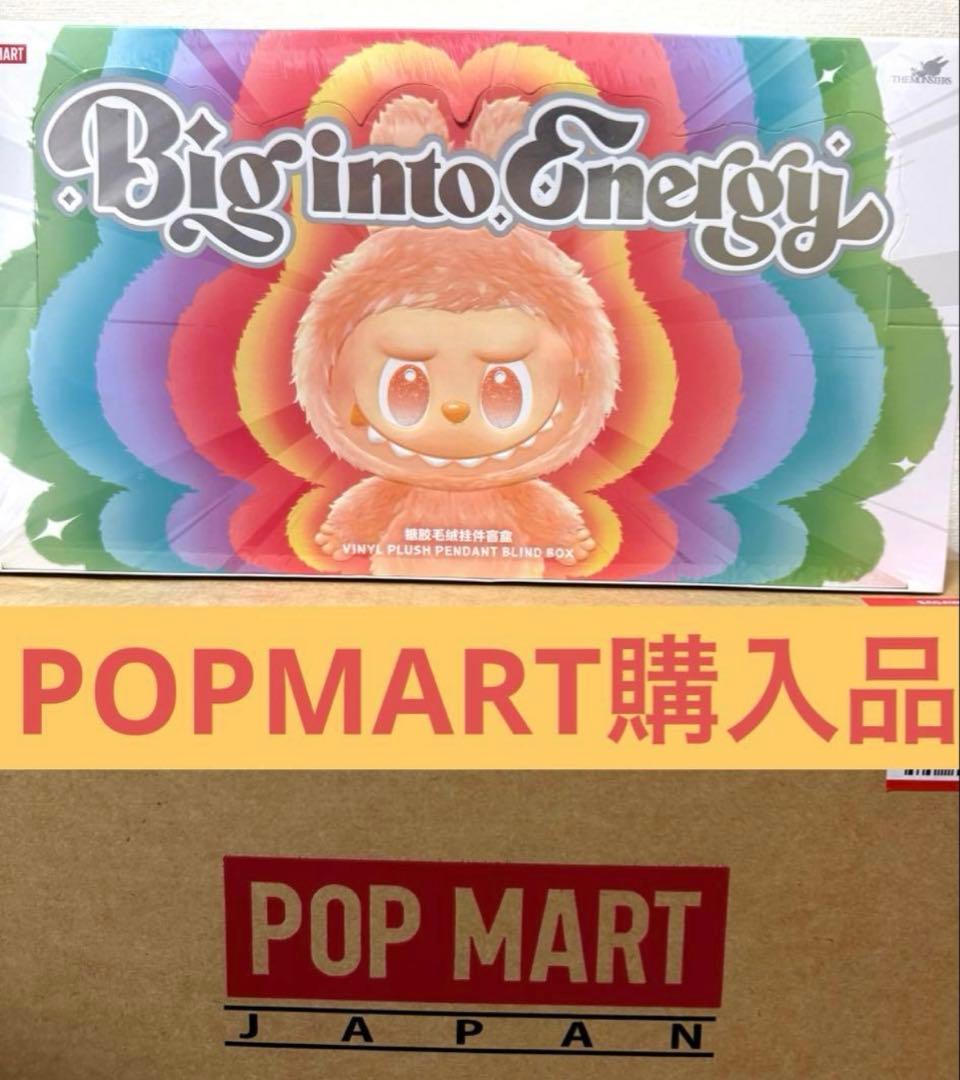 MART
THE MONSTERS
Big into Energy
搪胶毛绒挂件盲盒
VINYL PLUSH PENDANT BLIND BOX
POPMART購入品
POP MART
JAPAN